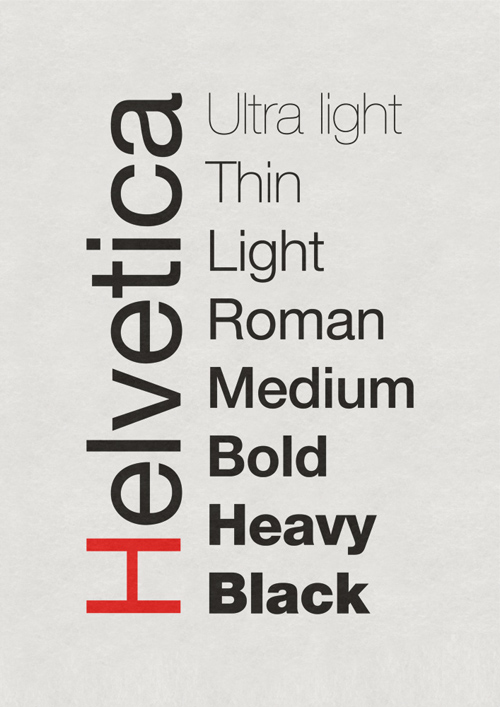 Helvetica
Ultra light
Thin
Light
Roman
Medium
Bold
Heavy
Black